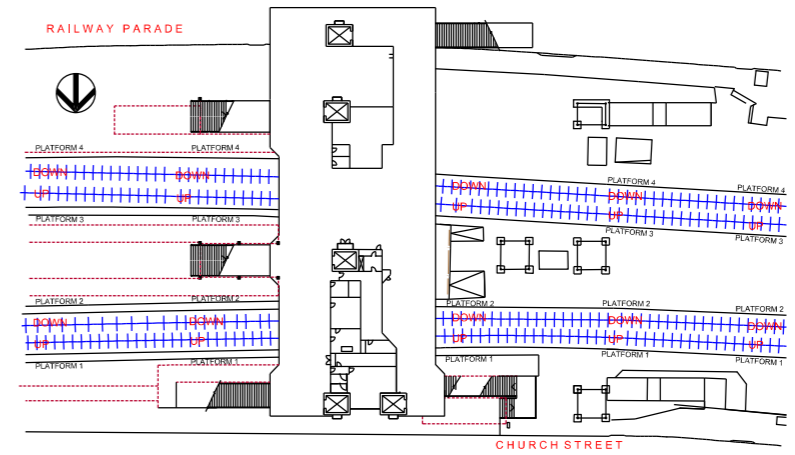 RAILWAY PARADE
PLATFORM 4
PLATFORM 4
DOWN
DOWN
UP
UP
PLATFORM 4
PLATFORM 4
DOWN
DOWN
DOWN
UP
UP
UP
PLATFORM 3
PLATFORM 3
PLATFORM 3
PLATFORM 3
PLATFORM 2
PLATFORM 2
PLATFORM 2
PLATFORM 2
PLATFORM 2
DOWN
DOWN
DOWN
DOWN
DOWN
UP
UP
UP
UP
UP
PLATFORM 1
PLATFORM 1
PLATFORM 1
PLATFORM 1
PLATFORM 1
CHURCH STREET